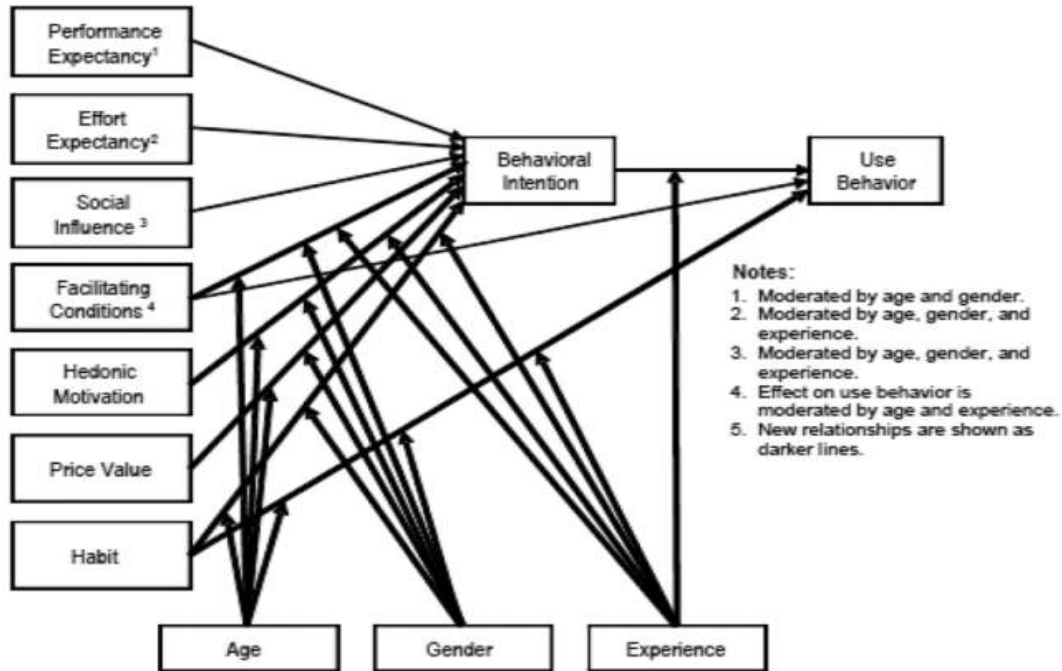 Performance
Expectancy¹
Effort
Expectancy²
Social
Influence ³
Facilitating
Conditions ⁴
Hedonic
Motivation
Price Value
Habit
Behavioral
Intention
Use
Behavior
Notes:
1. Moderated by age and gender.
2. Moderated by age, gender, and
experience.
3. Moderated by age, gender, and
experience.
4. Effect on use behavior is
moderated by age and experience.
5. New relationships are shown as
darker lines.
Age
Gender
Experience